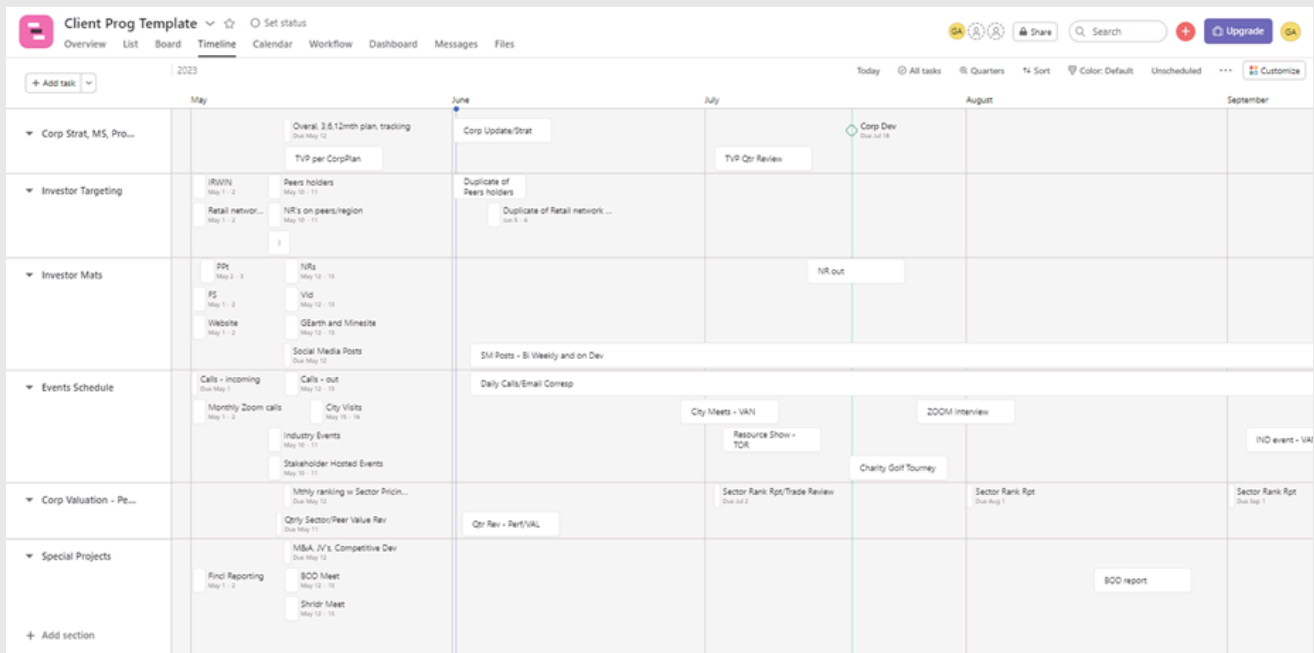 Client Prog Template
Set status
Overview List Board Timeline Calendar Workflow Dashboard Messages Files
GA
Share
Search
Upgrade
GA
+ Add task
2023
Today All tasks Quarters Sort Color: Default Unscheduled ... Customize
May June July August September
Corp Strat, MS, Pro...
Overal, 3,6,12mth plan, tracking
Due May 12
Corp Update/Strat
Corp Dev
Due Jul 18
TVP per CorpPlan
TVP Qtr Review
Investor Targeting
IRWIN
May 1 - 2
Peers holders
May 10 - 11
Duplicate of
Peers holders
Retail networ...
May 1 - 2
NR's on peers/region
May 10 - 11
Duplicate of Retail network ...
Jun 5 - 6
Investor Mats
PPt
May 2 - 3
NRs
May 12 - 15
NR out
FS
May 1 - 2
Vid
May 12 - 15
Website
May 1 - 2
GEarth and Minesite
May 12 - 15
Social Media Posts
Due May 12
SM Posts - Bi Weekly and on Dev
Events Schedule
Calls - incoming
Due May 1
Calls - out
May 12 - 15
Daily Calls/Email Corresp
Monthly Zoom calls
May 1 - 2
City Visits
May 15 - 16
City Meets - VAN
ZOOM Interview
Industry Events
May 10 - 11
Resource Show -
TOR
IND event - VAN
Stakeholder Hosted Events
May 10 - 11
Charity Golf Tourney
Corp Valuation - Pe...
Mthly ranking w Sector Pricin...
Due May 12
Sector Rank Rpt/Trade Review
Due Jul 2
Sector Rank Rpt
Due Aug 1
Sector Rank Rpt
Due Sep 1
Qtrly Sector/Peer Value Rev
Due May 11
Qtr Rev - Perf/VAL
Special Projects
M&A, JV's, Competitive Dev
Due May 12
Fincl Reporting
May 1 - 2
BOD Meet
May 12 - 15
BOD report
Shrldr Meet
May 12 - 15
+ Add section